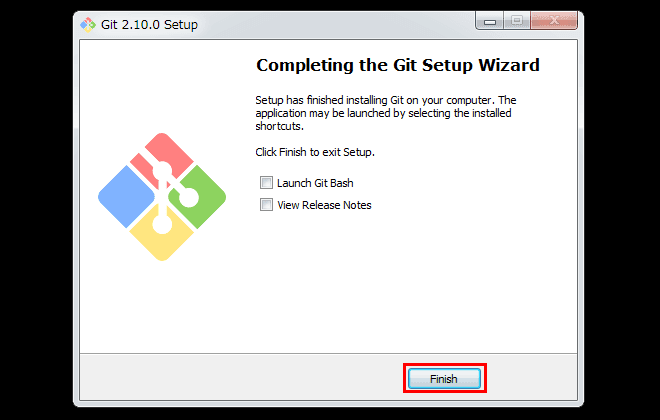 Git 2.10.0 Setup
Completing the Git Setup Wizard
Setup has finished installing Git on your computer. The
application may be launched by selecting the installed
shortcuts.
Click Finish to exit Setup.
Launch Git Bash
View Release Notes
Finish